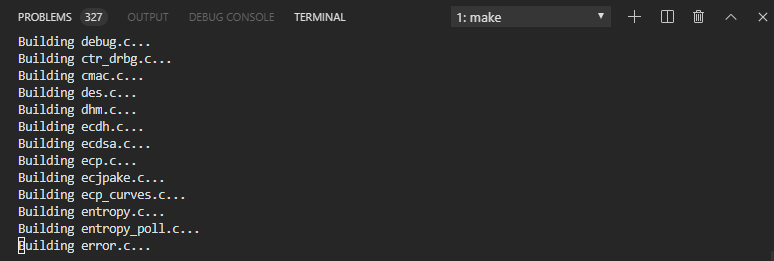 PROBLEMS 327 OUTPUT DEBUG CONSOLE TERMINAL 1: make
Building debug.c...
Building ctr_drbg.c...
Building cmac.c...
Building des.c...
Building dhm.c...
Building ecdh.c...
Building ecdsa.c...
Building ecp.c...
Building ecjpake.c...
Building ecp_curves.c...
Building entropy.c...
Building entropy_poll.c...
Building error.c...